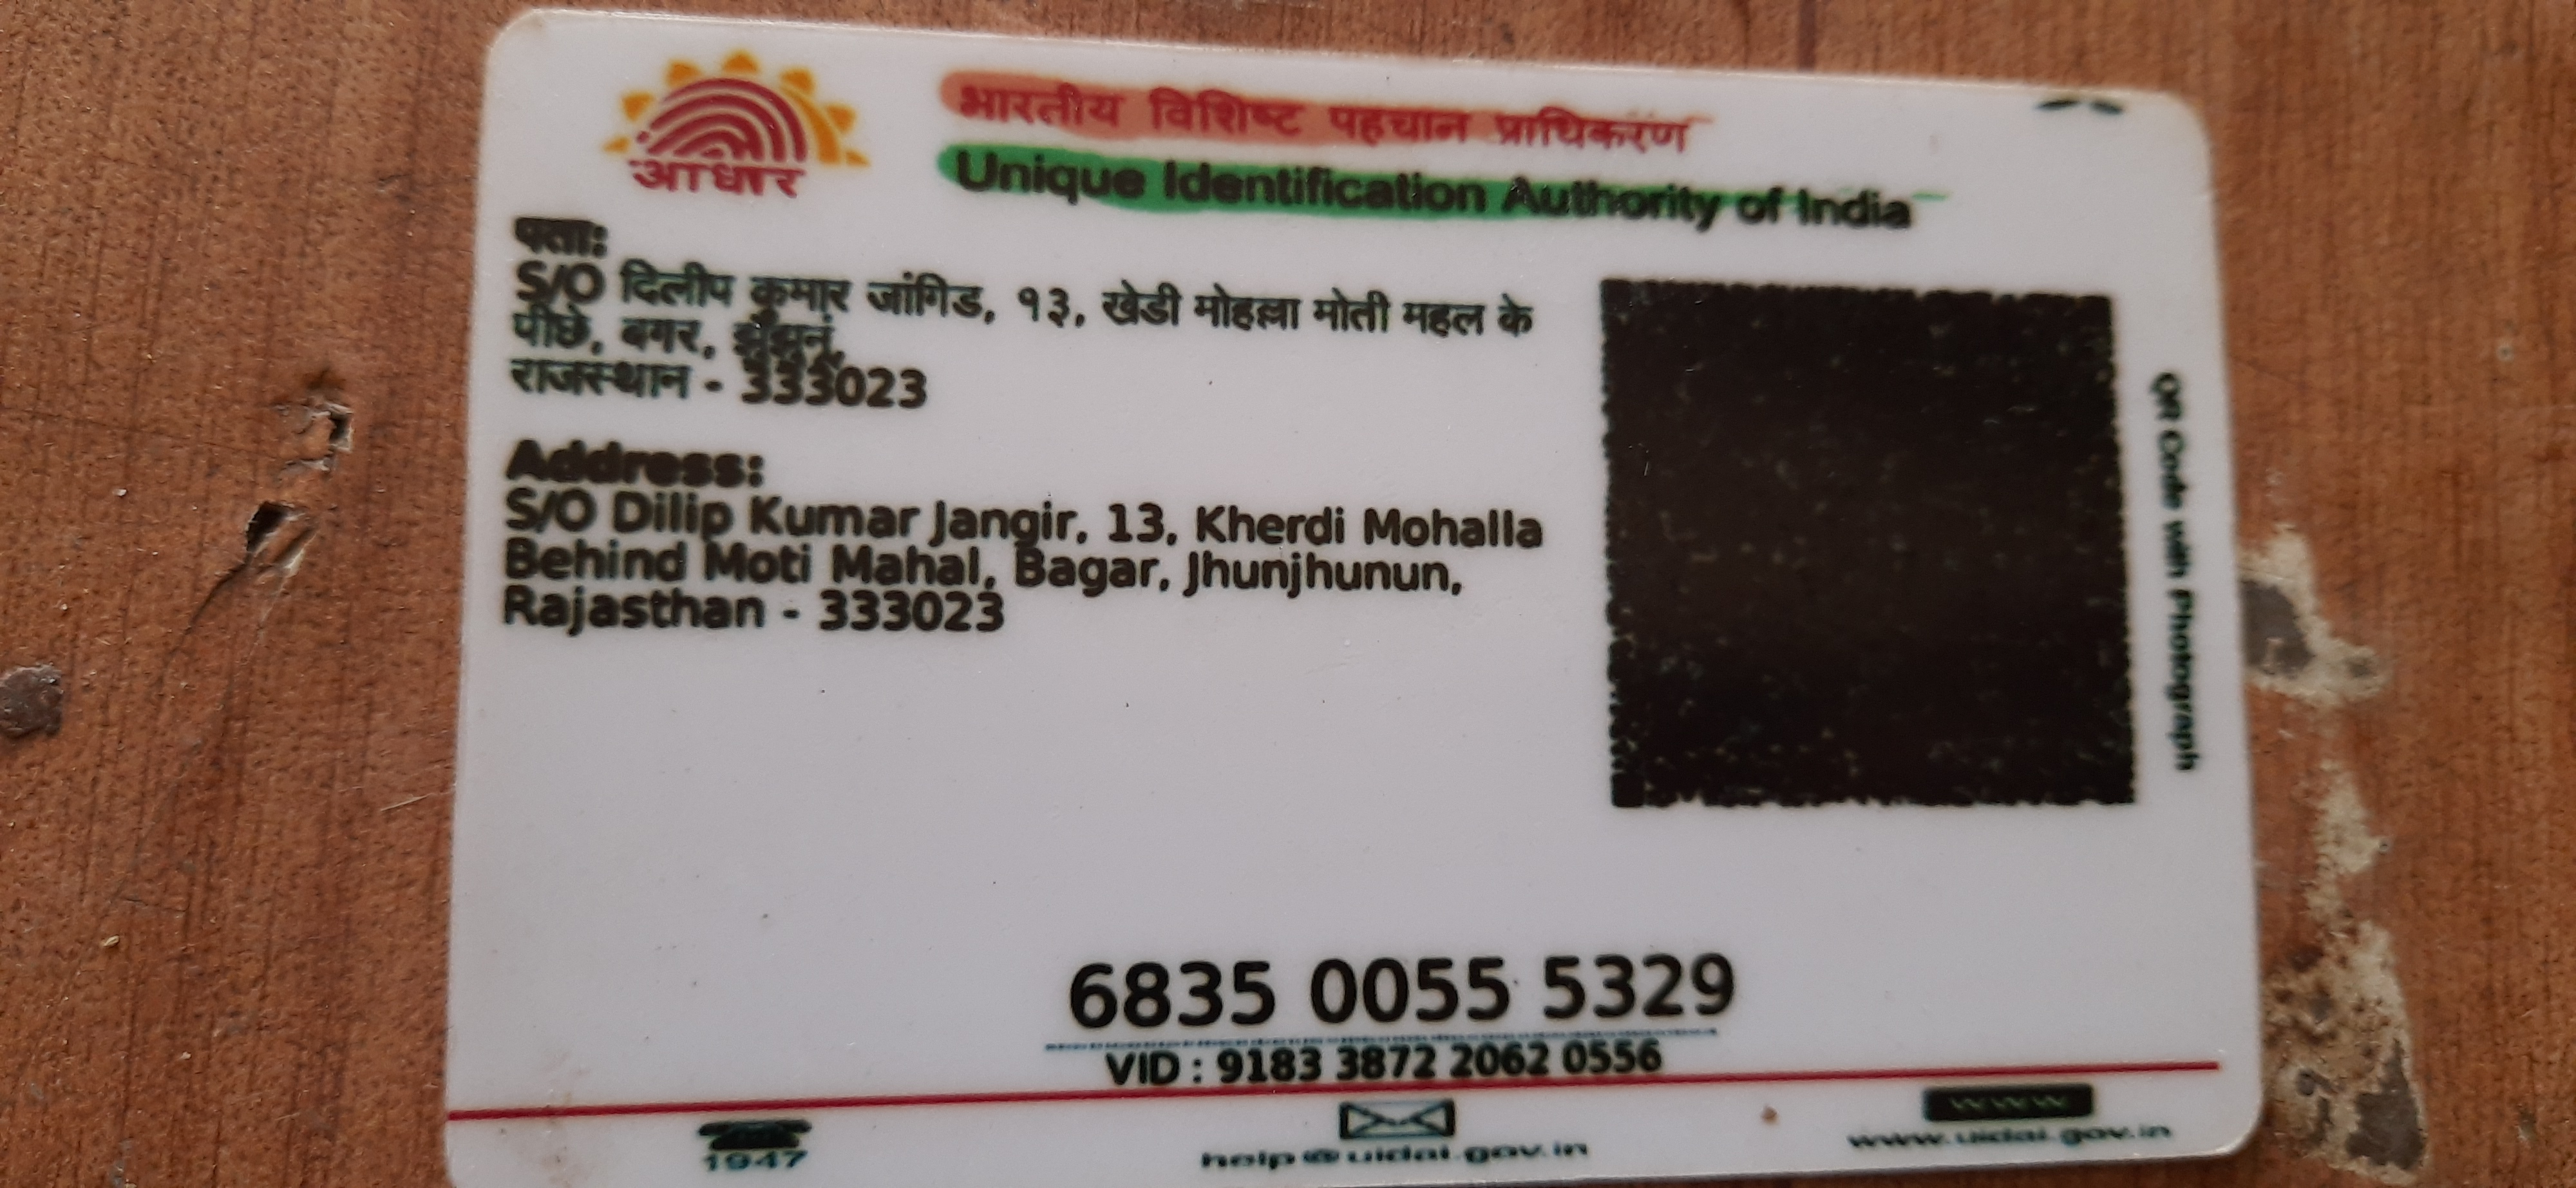 आधार
भारतीय विशिष्ट पहचान प्राधिकरण
Unique Identification Authority of India
पताः
S/O दिलीप कुमार जांगिड, १३, खेडी मोहल्ला मोती महल के
पीछे, बगर, झुंझुनूं,
राजस्थान - 333023
Address:
S/O Dilip Kumar Jangir, 13, Kherdi Mohalla
Behind Moti Mahal, Bagar, Jhunjhunun,
Rajasthan - 333023
QR Code with Photograph
6835 0055 5329
VID : 9183 3872 2062 0556
1947
help@uidai.gov.in
www
www.uidai.gov.in